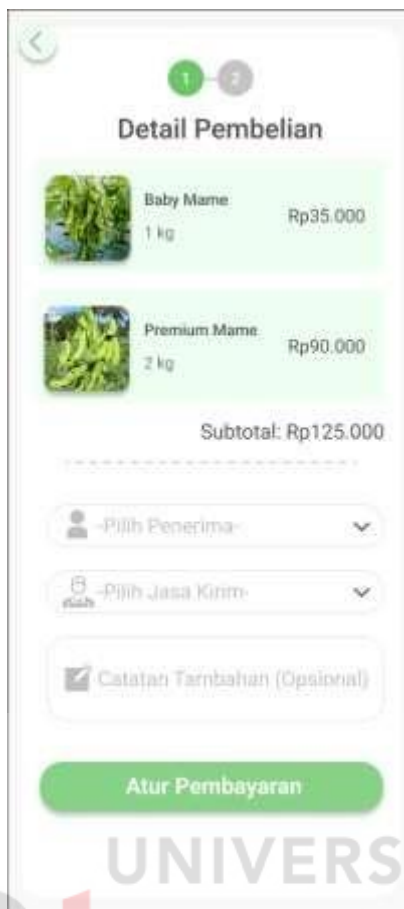 1 2
Detail Pembelian
Baby Mame
1 kg
Rp35.000
Premium Mame
2 kg
Rp90.000
Subtotal: Rp125.000
-Pilih Penerima-
-Pilih Jasa Kirim-
Catatan Tambahan (Opsional)
Atur Pembayaran
UNIVERS